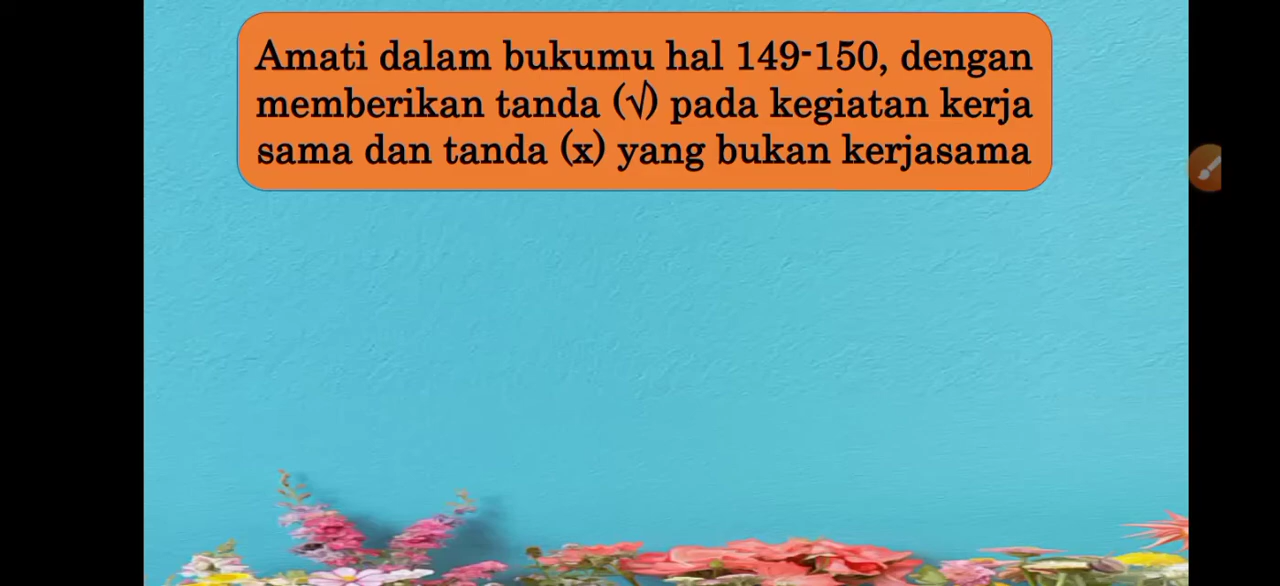 Amati dalam bukumu hal 149-150, dengan
memberikan tanda (√) pada kegiatan kerja
sama dan tanda (x) yang bukan kerjasama